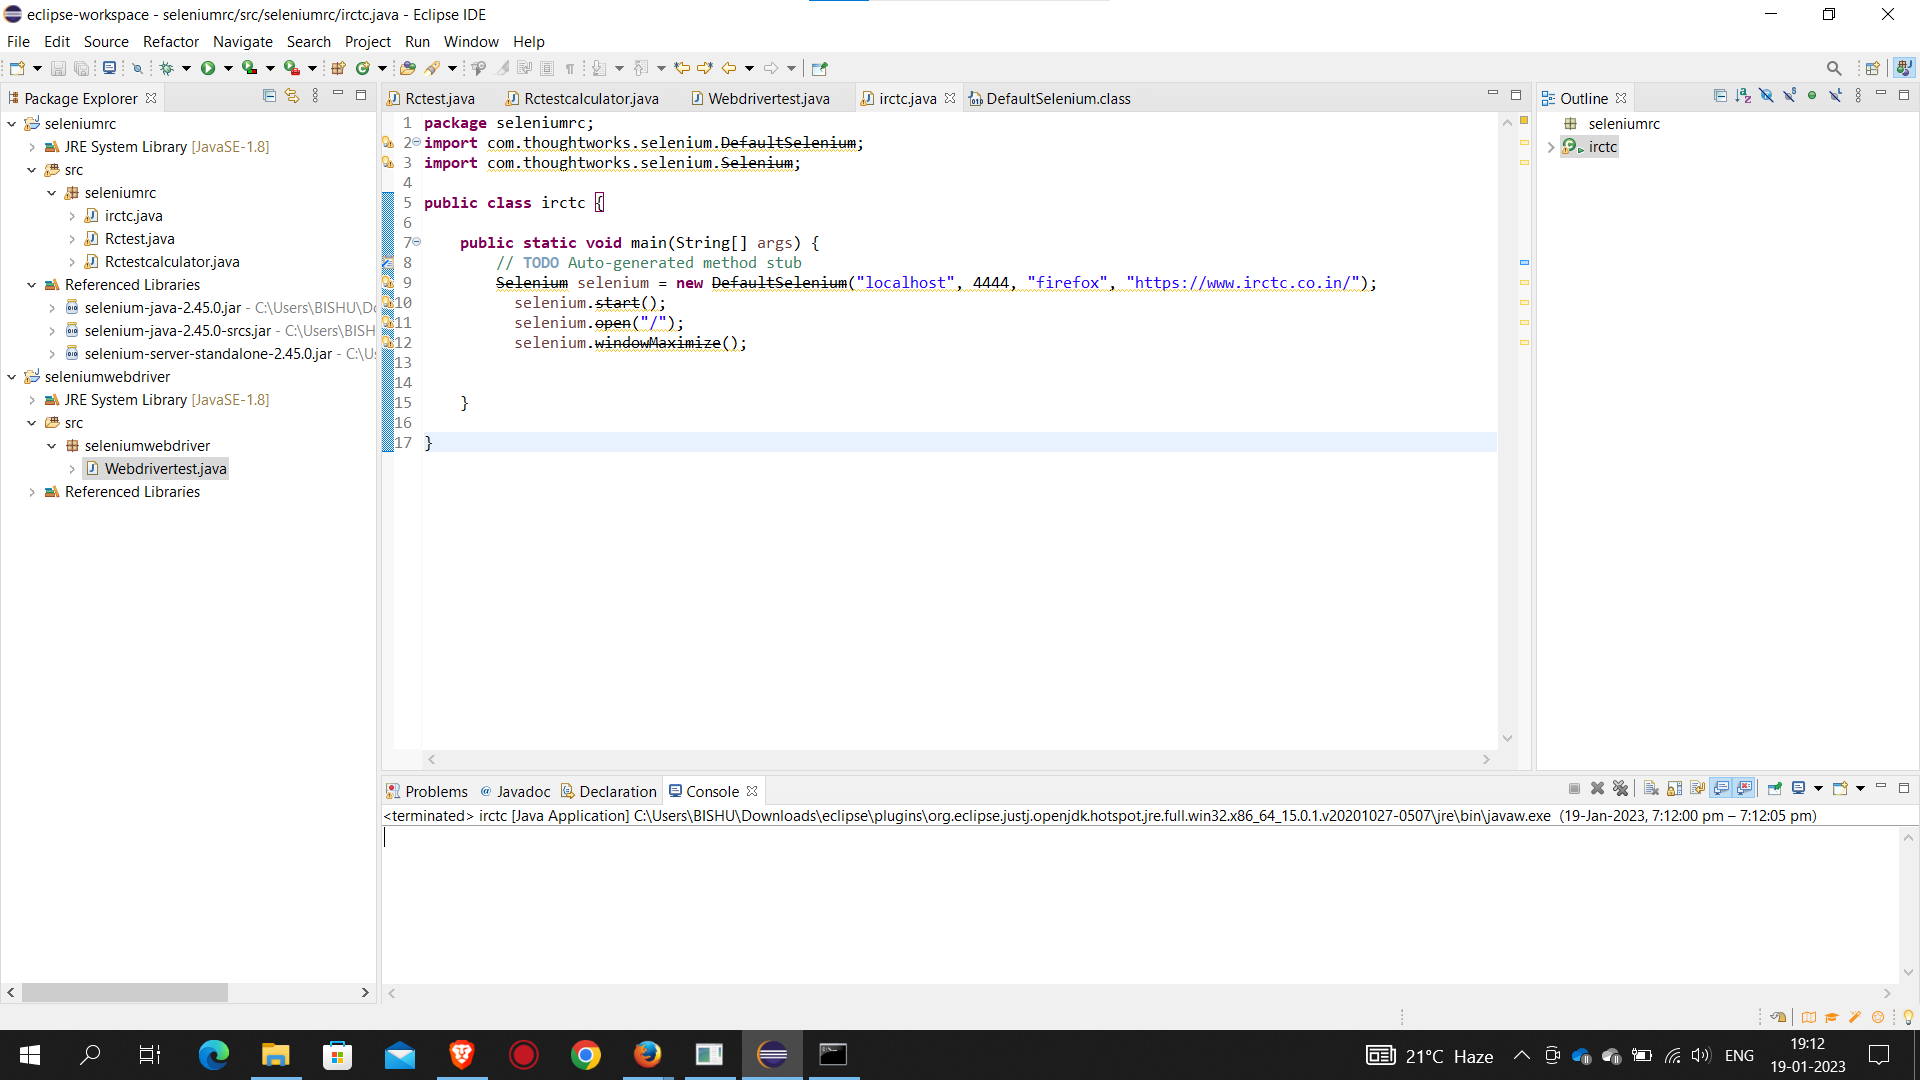 eclipse-workspace - seleniumrc/src/seleniumrc/irctc.java - Eclipse IDE
File Edit Source Refactor Navigate Search Project Run Window Help
Package Explorer
seleniumrc
JRE System Library [JavaSE-1.8]
src
seleniumrc
irctc.java
Rctest.java
Rctestcalculator.java
Referenced Libraries
selenium-java-2.45.0.jar - C:\Users\BISHU\Do
selenium-java-2.45.0-srcs.jar - C:\Users\BISH
selenium-server-standalone-2.45.0.jar - C:\Us
seleniumwebdriver
JRE System Library [JavaSE-1.8]
src
seleniumwebdriver
Webdrivertest.java
Referenced Libraries
Rctest.java Rctestcalculator.java Webdrivertest.java irctc.java DefaultSelenium.class
1 package seleniumrc;
2 import com.thoughtworks.selenium.DefaultSelenium;
3 import com.thoughtworks.selenium.Selenium;
4
5 public class irctc {
6
7 public static void main(String[] args) {
8 // TODO Auto-generated method stub
9 Selenium selenium = new DefaultSelenium("localhost", 4444, "firefox", "https://www.irctc.co.in/");
10 selenium.start();
11 selenium.open("/");
12 selenium.windowMaximize();
13
14
15 }
16
17 }
Outline
seleniumrc
irctc
Problems @ Javadoc Declaration Console
<terminated> irctc [Java Application] C:\Users\BISHU\Downloads\eclipse\plugins\org.eclipse.justj.openjdk.hotspot.jre.full.win32.x86_64_15.0.1.v20201027-0507\jre\bin\javaw.exe (19-Jan-2023, 7:12:00 pm – 7:12:05 pm)
21°C Haze
ENG
19:12
19-01-2023